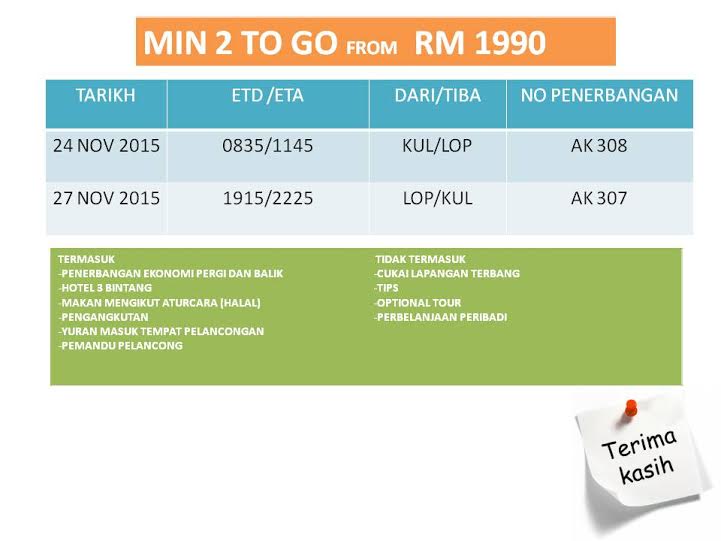 MIN 2 TO GO FROM RM 1990
TARIKH ETD /ETA DARI/TIBA NO PENERBANGAN
24 NOV 2015 0835/1145 KUL/LOP AK 308
27 NOV 2015 1915/2225 LOP/KUL AK 307
TERMASUK
-PENERBANGAN EKONOMI PERGI DAN BALIK
-HOTEL 3 BINTANG
-MAKAN MENGIKUT ATURCARA (HALAL)
-PENGANGKUTAN
-YURAN MASUK TEMPAT PELANCONGAN
-PEMANDU PELANCONG
TIDAK TERMASUK
-CUKAI LAPANGAN TERBANG
-TIPS
-OPTIONAL TOUR
-PERBELANJAAN PERIBADI
Terima
kasih